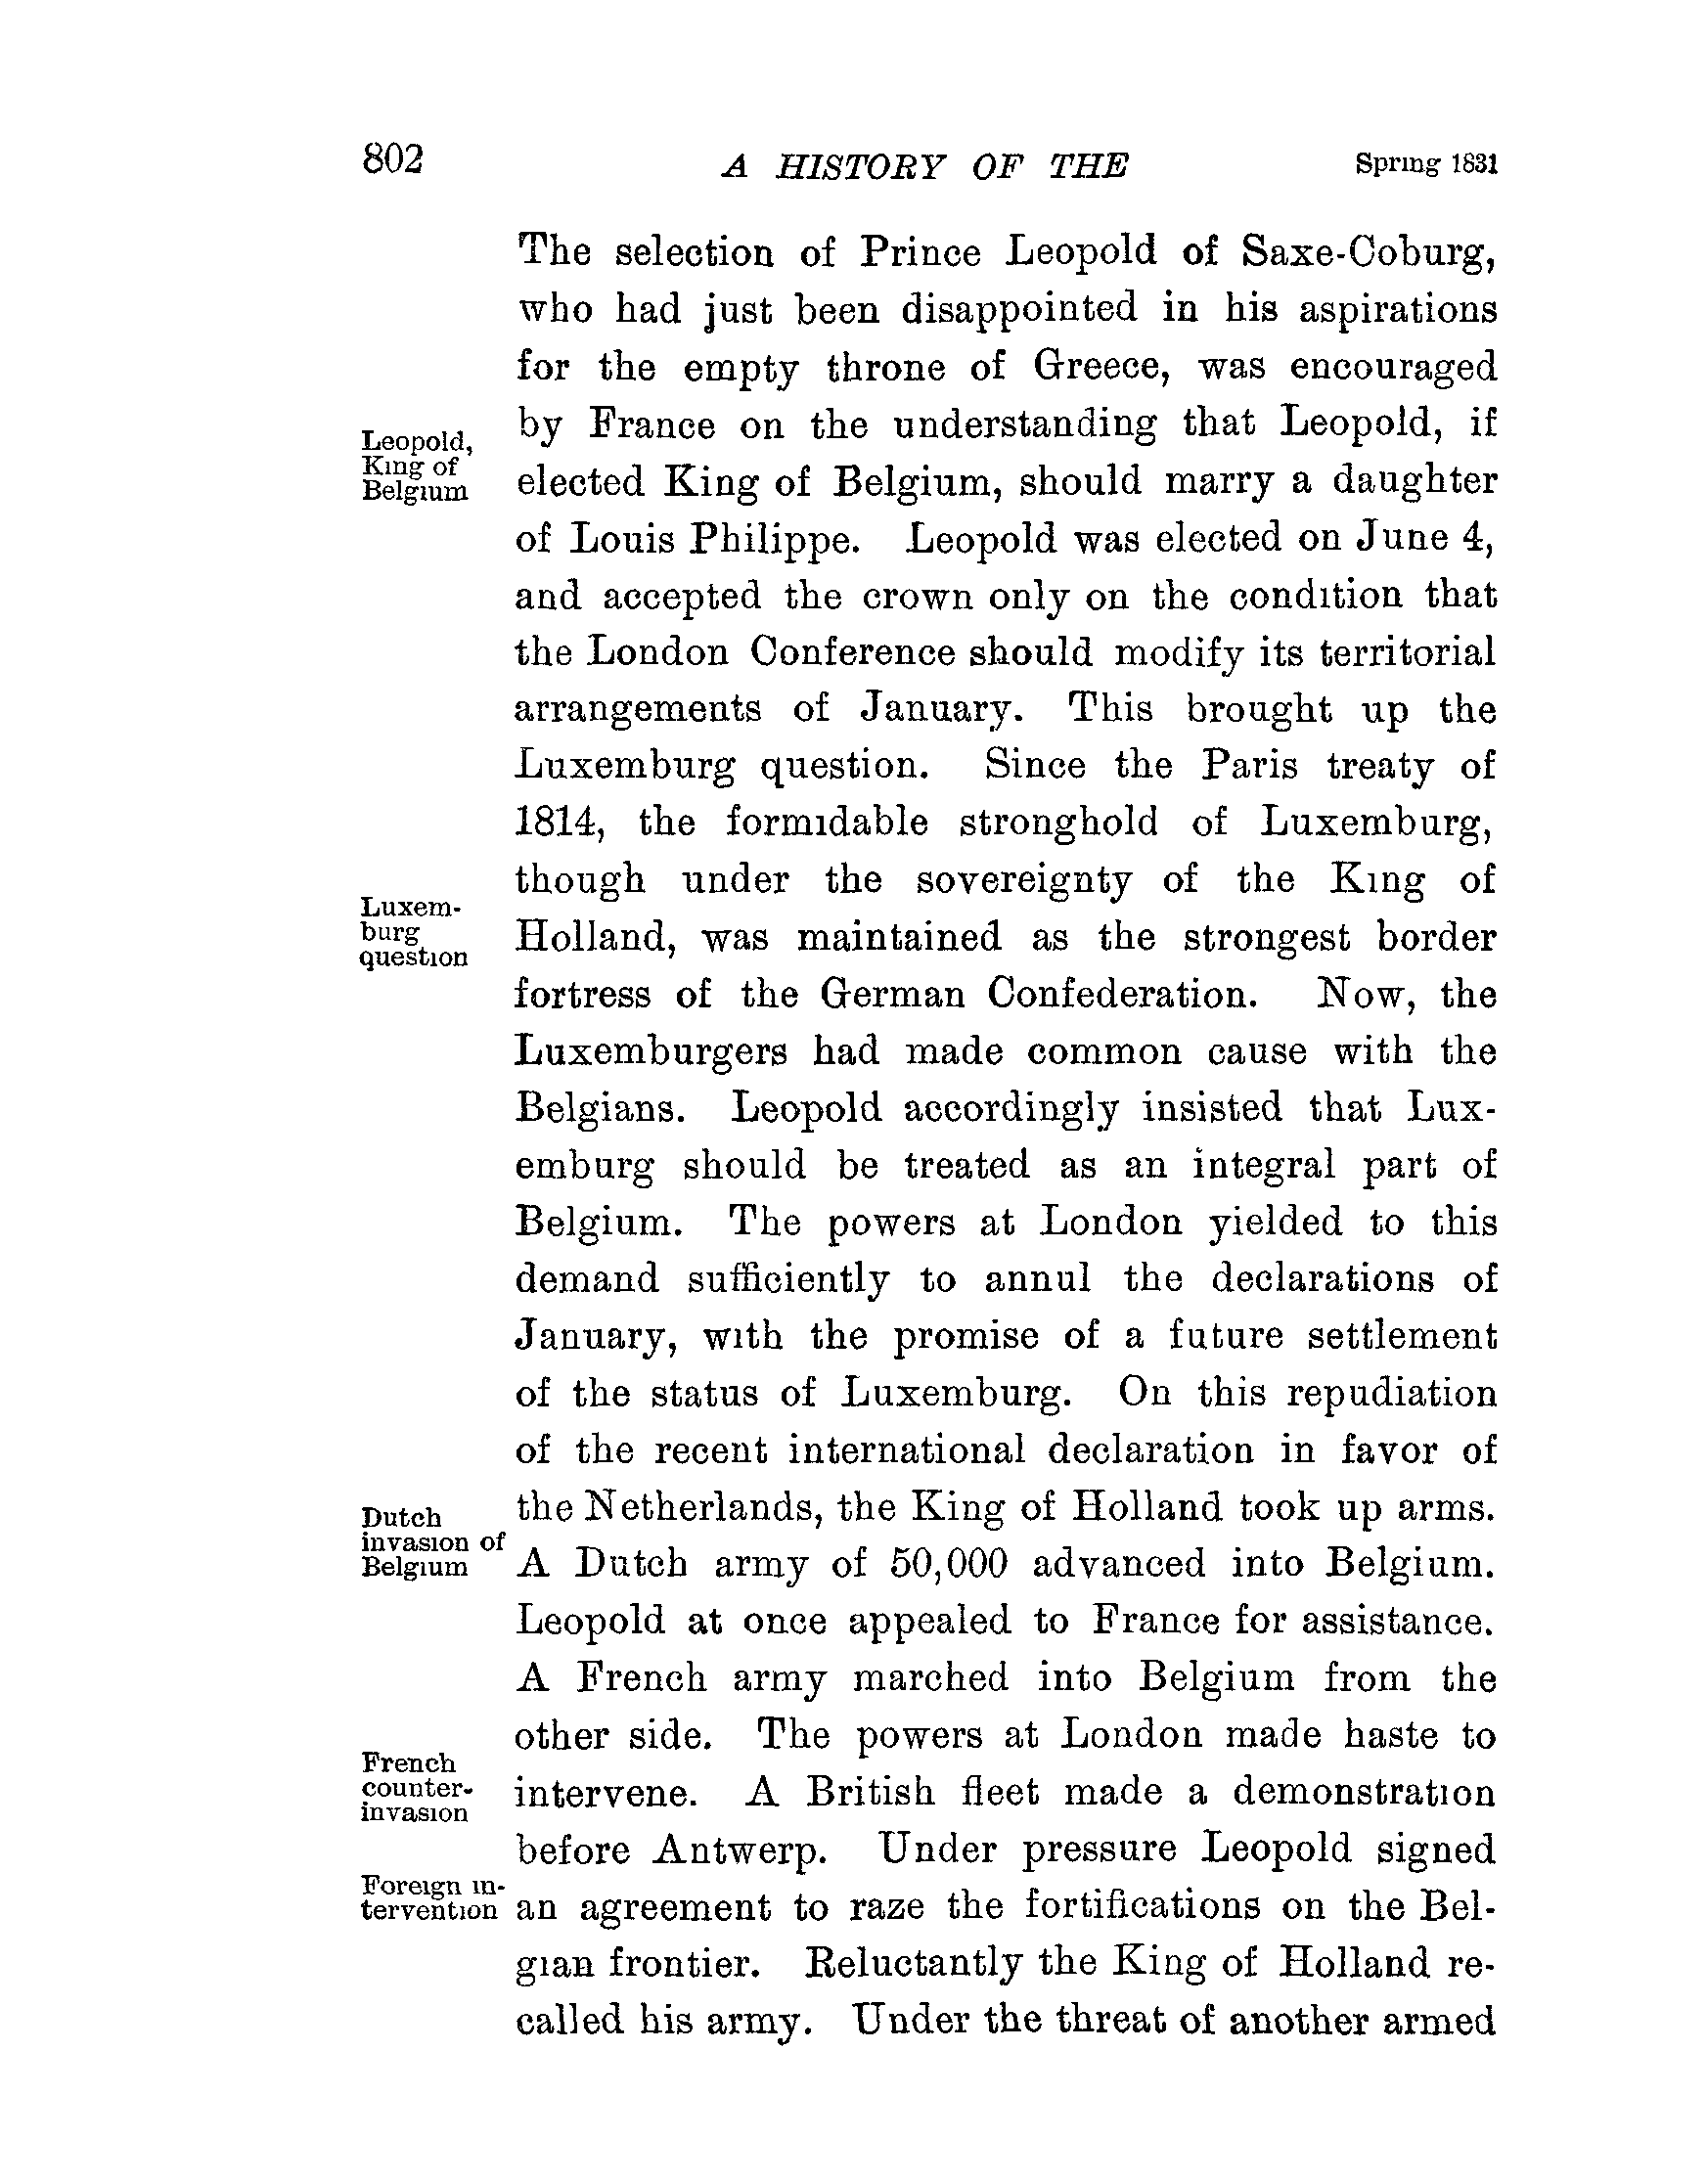 802 A HISTORY OF THE Spring 1831
The selection of Prince Leopold of Saxe-Coburg,
who had just been disappointed in his aspirations
for the empty throne of Greece, was encouraged
by France on the understanding that Leopold, if
elected King of Belgium, should marry a daughter
of Louis Philippe. Leopold was elected on June 4,
and accepted the crown only on the condition that
the London Conference should modify its territorial
arrangements of January. This brought up the
Luxemburg question. Since the Paris treaty of
1814, the formidable stronghold of Luxemburg,
though under the sovereignty of the King of
Holland, was maintained as the strongest border
fortress of the German Confederation. Now, the
Luxemburgers had made common cause with the
Belgians. Leopold accordingly insisted that Lux-
emburg should be treated as an integral part of
Belgium. The powers at London yielded to this
demand sufficiently to annul the declarations of
January, with the promise of a future settlement
of the status of Luxemburg. On this repudiation
of the recent international declaration in favor of
the Netherlands, the King of Holland took up arms.
A Dutch army of 50,000 advanced into Belgium.
Leopold at once appealed to France for assistance.
A French army marched into Belgium from the
other side. The powers at London made haste to
intervene. A British fleet made a demonstration
before Antwerp. Under pressure Leopold signed
an agreement to raze the fortifications on the Bel-
gian frontier. Reluctantly the King of Holland re-
called his army. Under the threat of another armed
Leopold,
King of
Belgium
Luxem-
burg
question
Dutch
invasion of
Belgium
French
counter-
invasion
Foreign in-
tervention